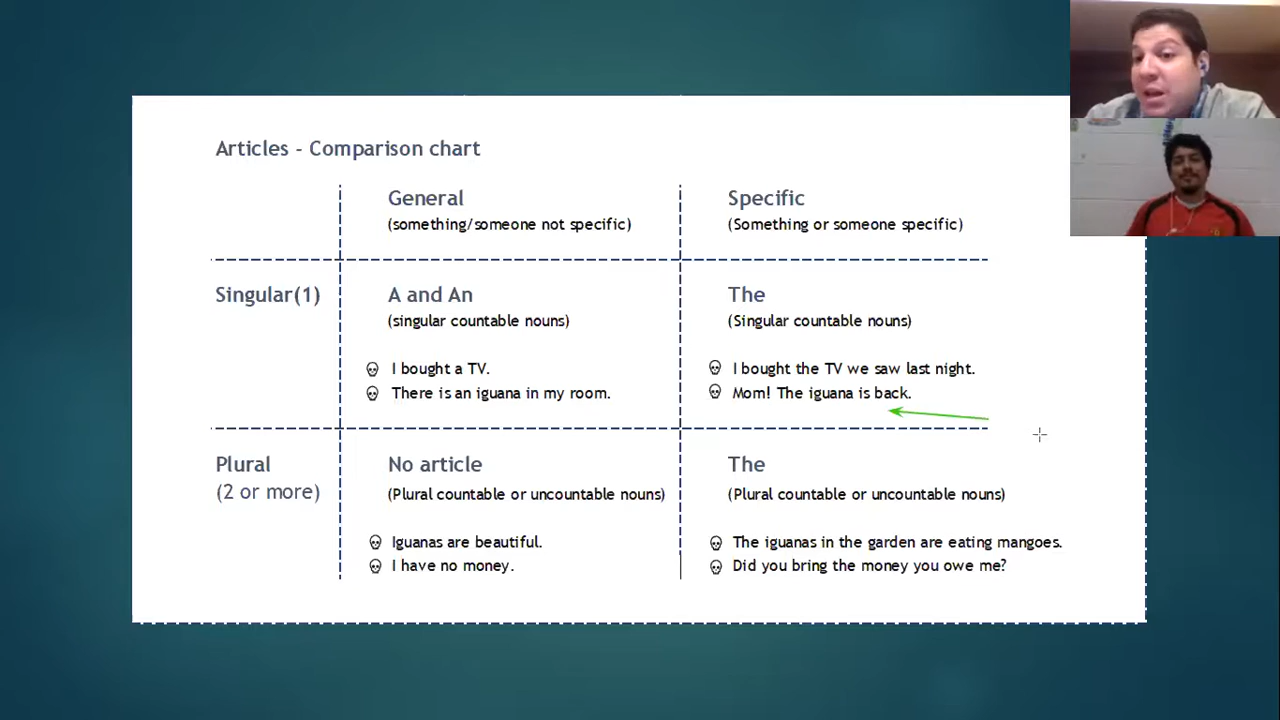 Articles - Comparison chart
General
(something/someone not specific)
Specific
(Something or someone specific)
Singular(1)
A and An
(singular countable nouns)
I bought a TV.
There is an iguana in my room.
The
(Singular countable nouns)
I bought the TV we saw last night.
Mom! The iguana is back.
Plural
(2 or more)
No article
(Plural countable or uncountable nouns)
Iguanas are beautiful.
I have no money.
The
(Plural countable or uncountable nouns)
The iguanas in the garden are eating mangoes.
Did you bring the money you owe me?